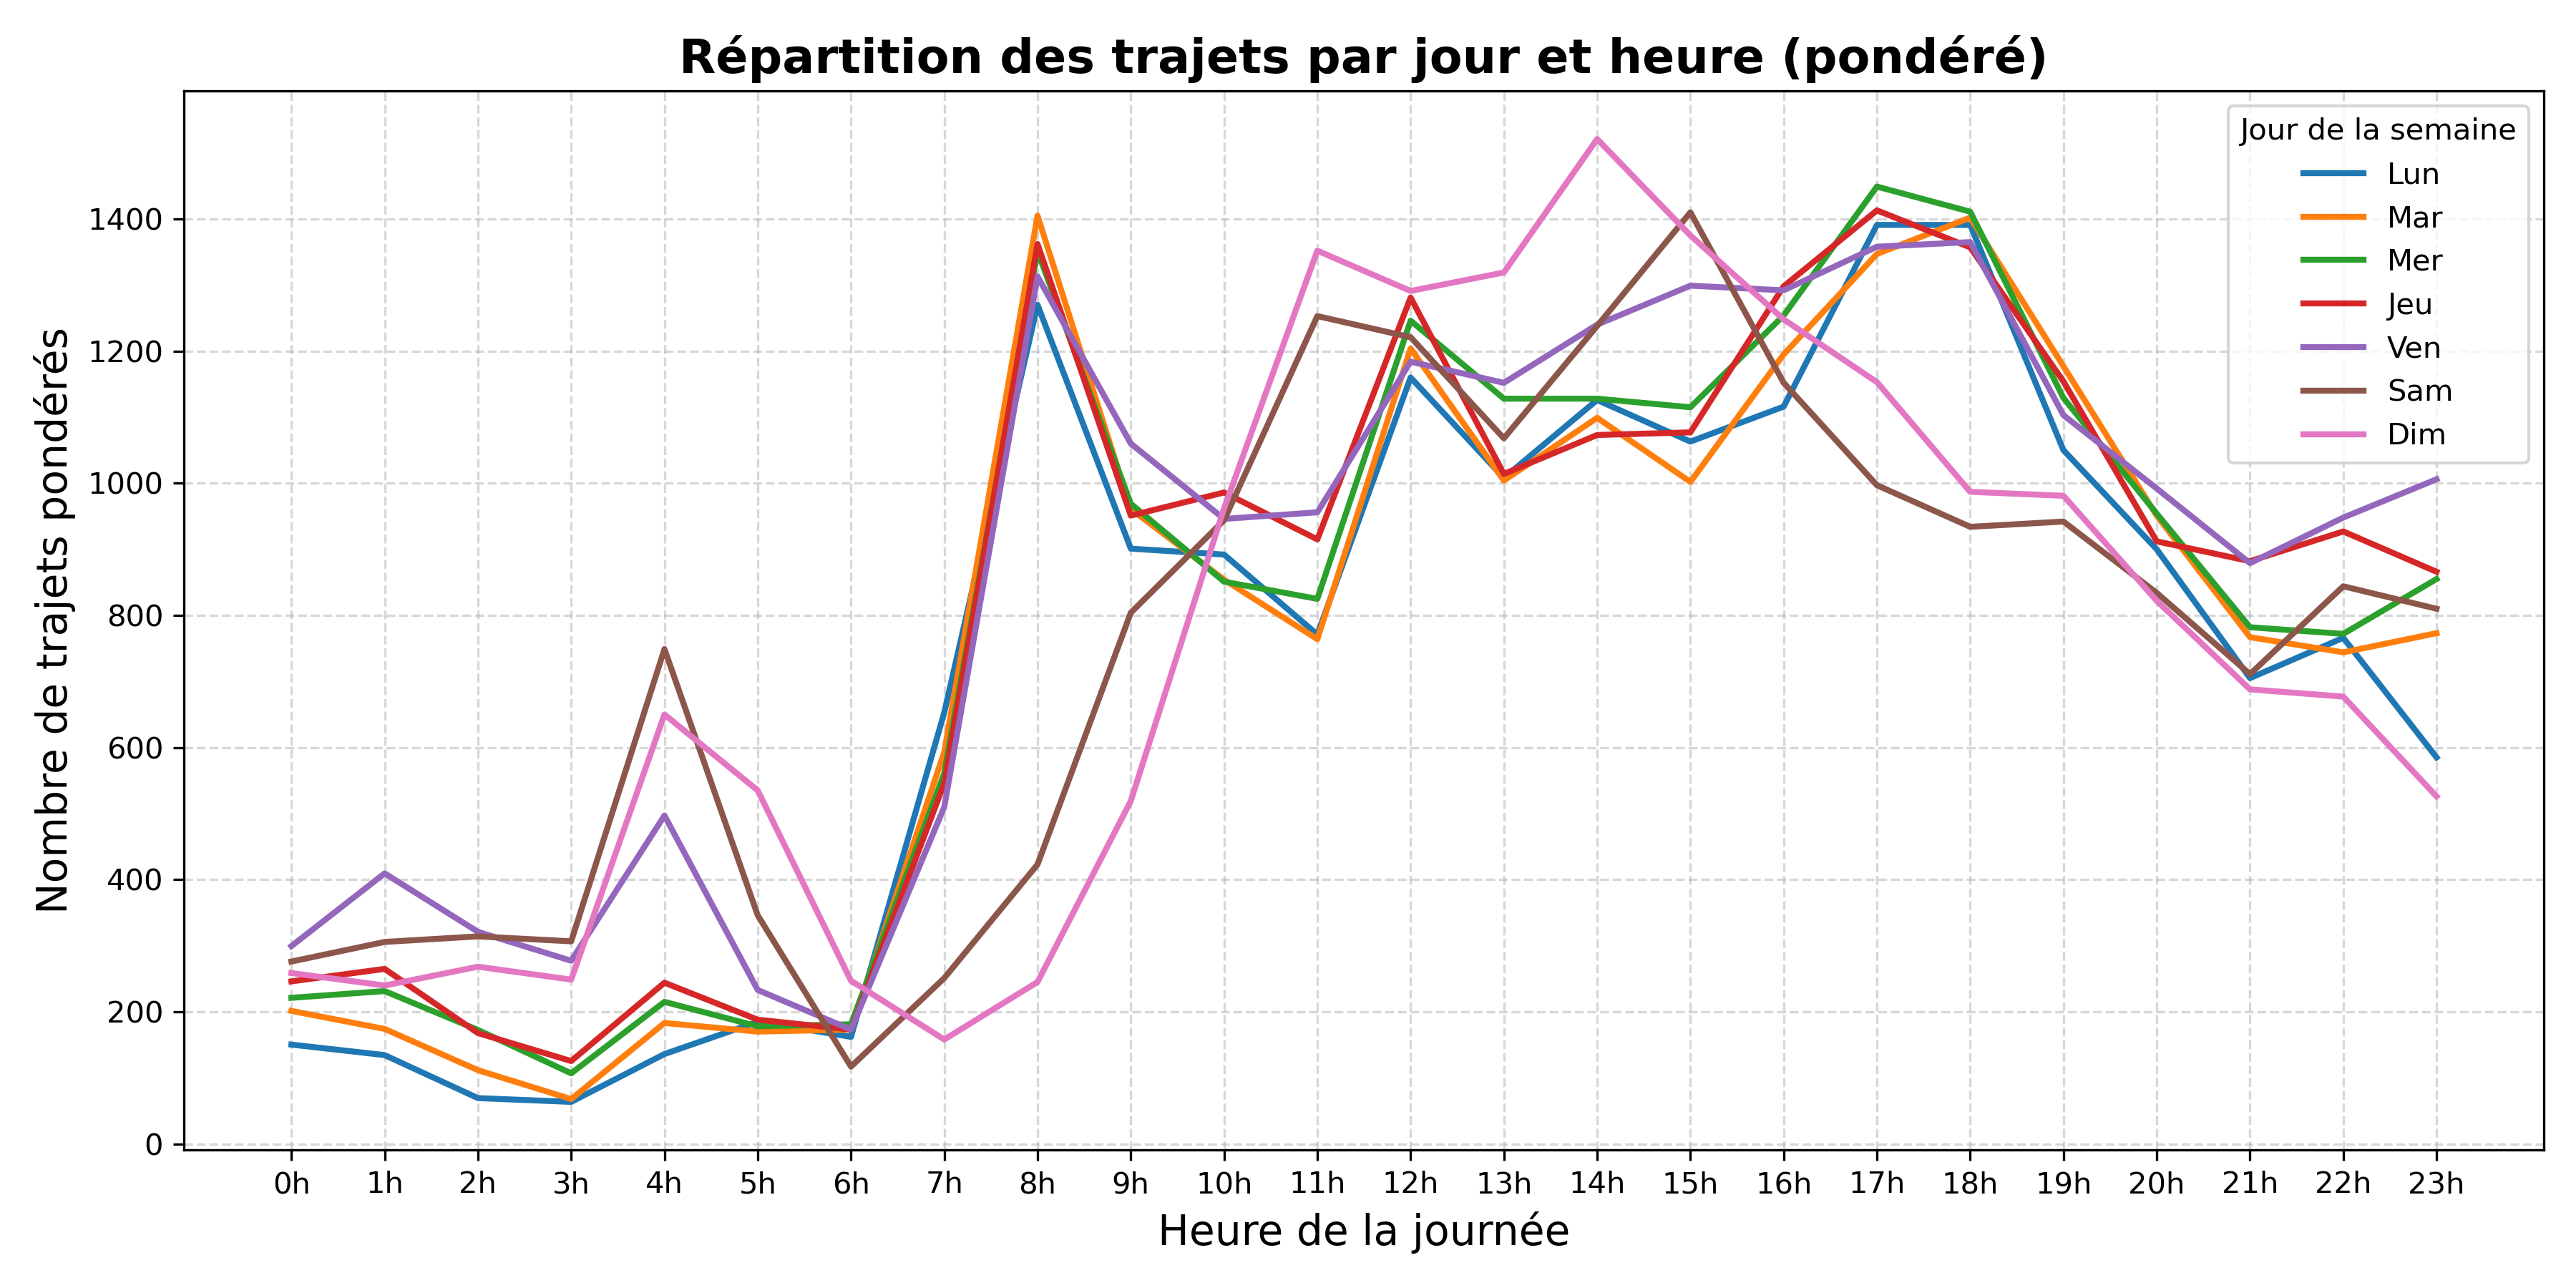 Répartition des trajets par jour et heure (pondéré)
Nombre de trajets pondérés
1400
1200
1000
800
600
400
200
0
Jour de la semaine
Lun
Mar
Mer
Jeu
Ven
Sam
Dim
0h 1h 2h 3h 4h 5h 6h 7h 8h 9h 10h 11h 12h 13h 14h 15h 16h 17h 18h 19h 20h 21h 22h 23h
Heure de la journée